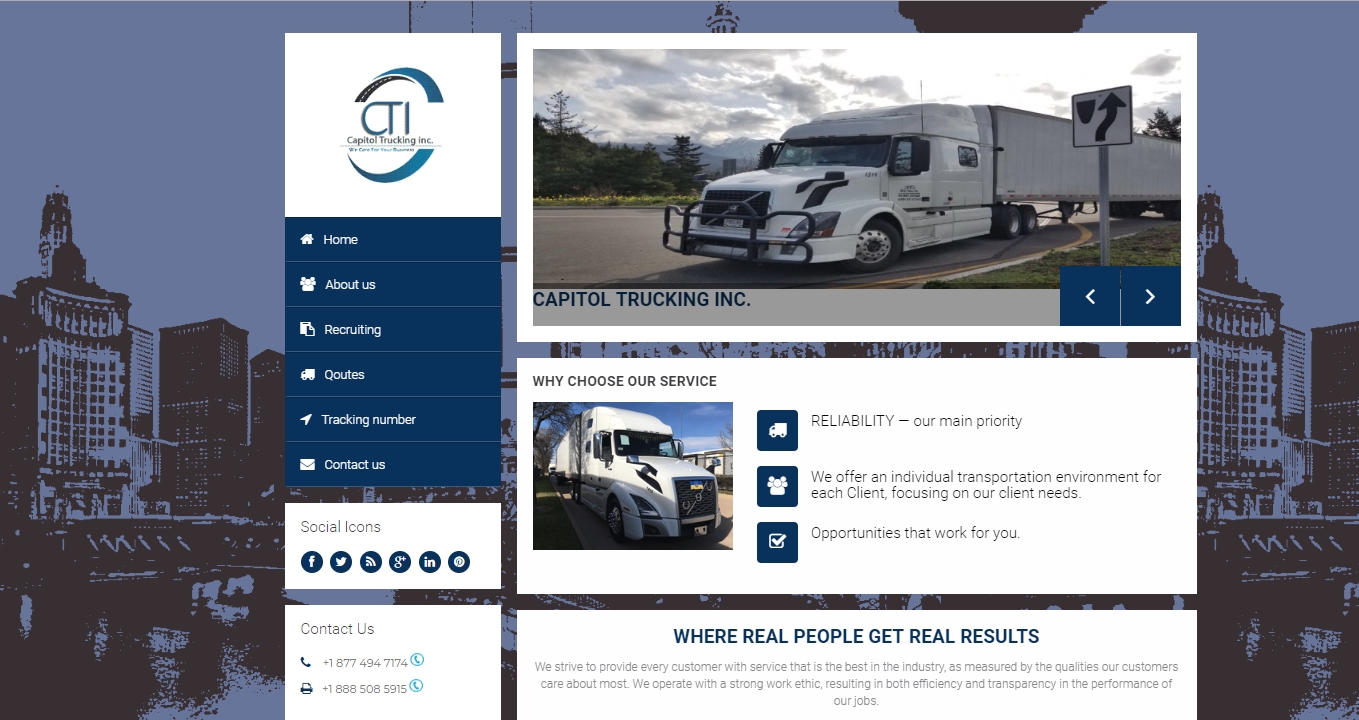 CTI
Capitol Trucking inc.
We Care For Your Business
Home
About us
Recruiting
Qoutes
Tracking number
Contact us
Social Icons
Contact Us
+1 877 494 7174
+1 888 508 5915
CAPITOL TRUCKING INC.
WHY CHOOSE OUR SERVICE
RELIABILITY — our main priority
We offer an individual transportation environment for
each Client, focusing on our client needs.
Opportunities that work for you.
WHERE REAL PEOPLE GET REAL RESULTS
We strive to provide every customer with service that is the best in the industry, as measured by the qualities our customers
care about most. We operate with a strong work ethic, resulting in both efficiency and transparency in the performance of
our jobs.